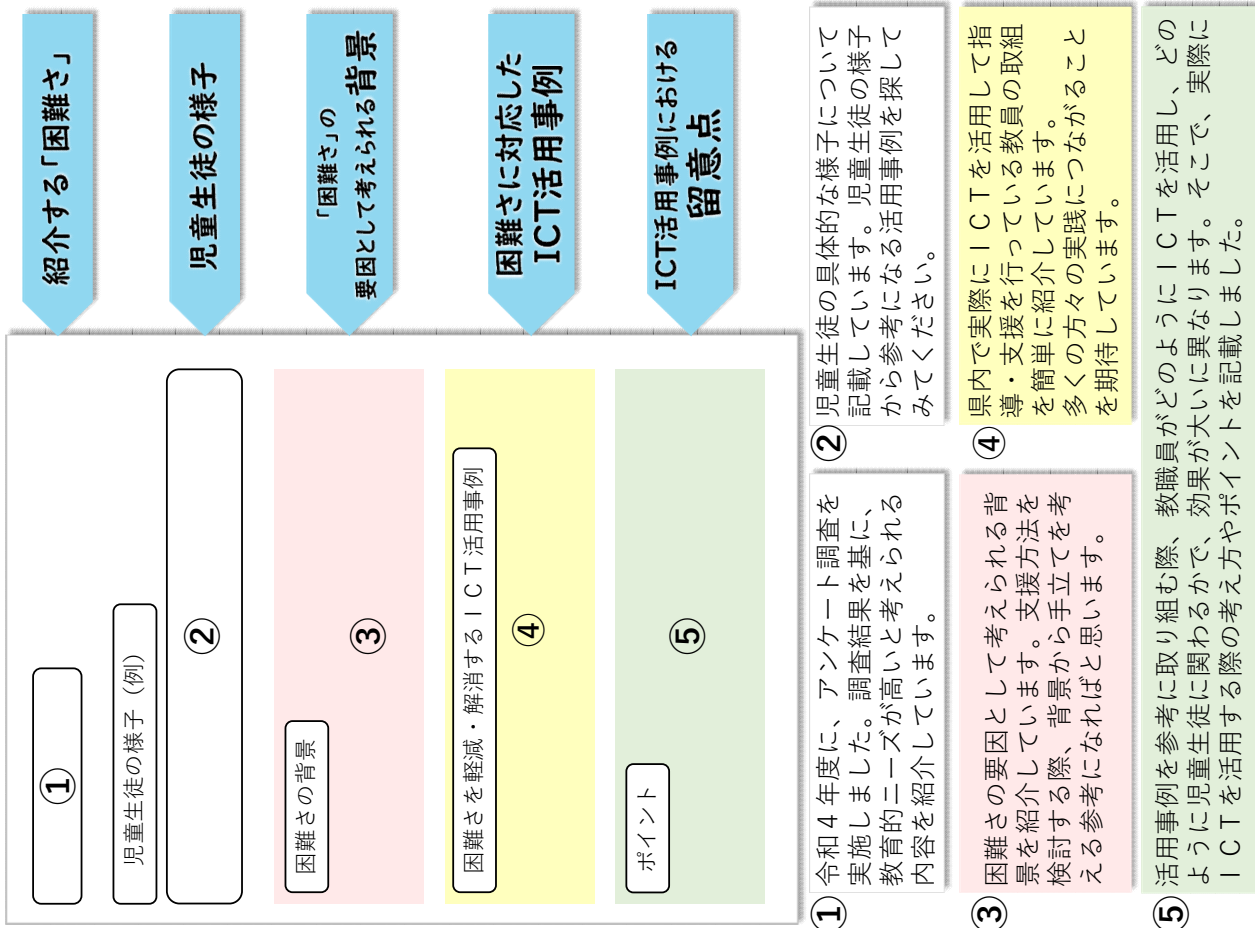 ①
児童生徒の様子（例）
②
困難さの背景
③
困難さを軽減・解消するＩＣＴ活用事例
④
ポイント
⑤
紹介する「困難さ」
児童生徒の様子
「困難さ」の
要因として考えられる背景
困難さに対応した
ICT活用事例
ICT活用事例における
留意点
①
令和４年度に、アンケート調査を
実施しました。調査結果を基に、
教育的ニーズが高いと考えられる
内容を紹介しています。
②
児童生徒の具体的な様子について
記載しています。児童生徒の様子
から参考になる活用事例を探して
みてください。
③
困難さの要因として考えられる背
景を紹介しています。支援方法を
検討する際、背景から手立てを考
える参考になればと思います。
④
県内で実際にＩＣＴを活用して指
導・支援を行っている教員の取組
を簡単に紹介しています。
多くの方々の実践につながること
を期待しています。
⑤
活用事例を参考に取り組む際、教職員がどのようにＩＣＴを活用し、どの
ように児童生徒に関わるかで、効果が大いに異なります。そこで、実際に
ＩＣＴを活用する際の考え方やポイントを記載しました。